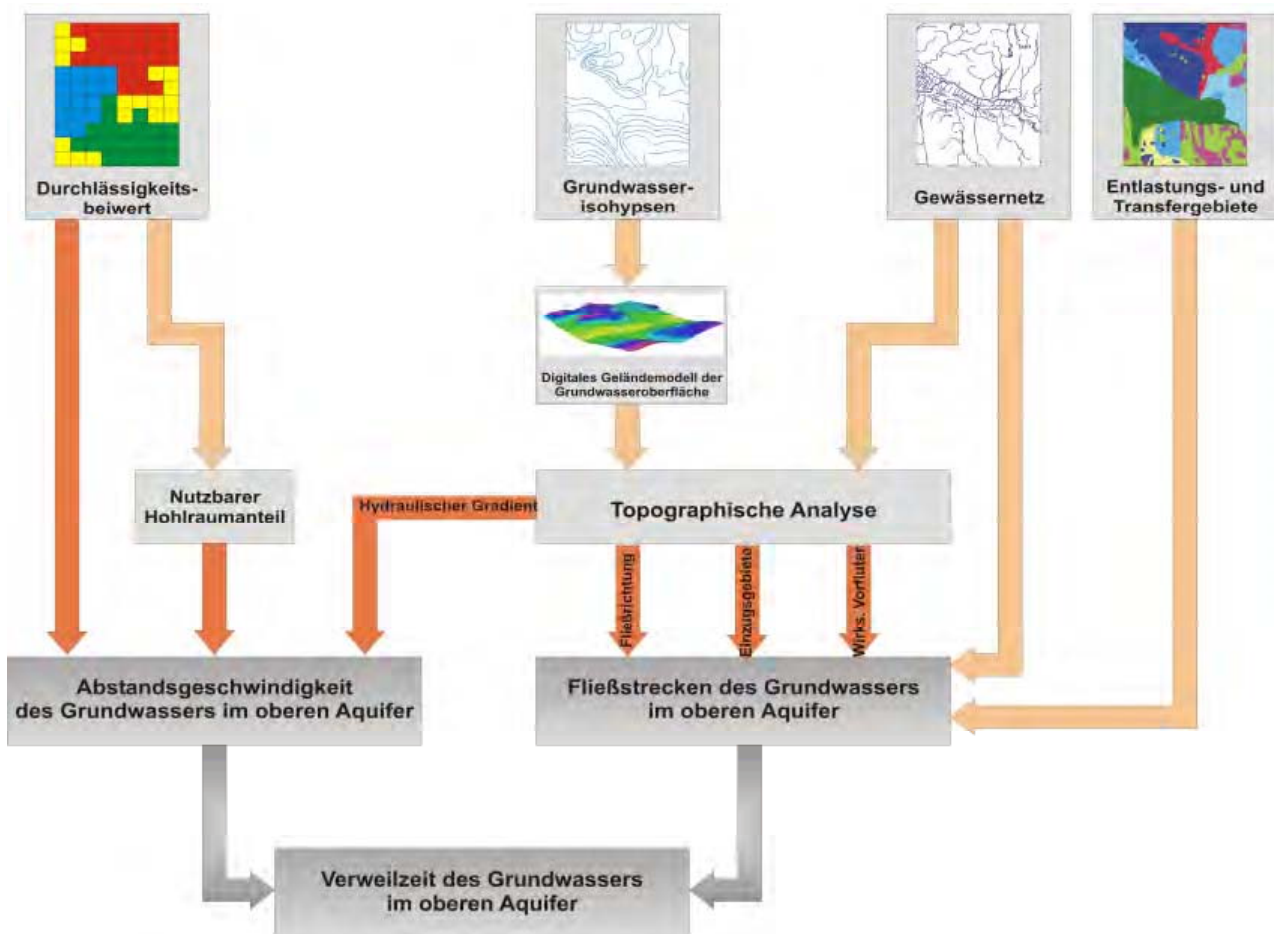 Durchlässigkeits-
beiwert
Grundwasser-
isohypsen
Gewässernetz
Entlastungs- und
Transfergebiete
Digitales Geländemodell der
Grundwasseroberfläche
Nutzbarer
Hohlraumanteil
Hydraulischer Gradient
Topographische Analyse
Fließrichtung
Einzugsgebiete
Wirks. Vorfluter
Abstandsgeschwindigkeit
des Grundwassers im oberen Aquifer
Fließstrecken des Grundwassers
im oberen Aquifer
Verweilzeit des Grundwassers
im oberen Aquifer